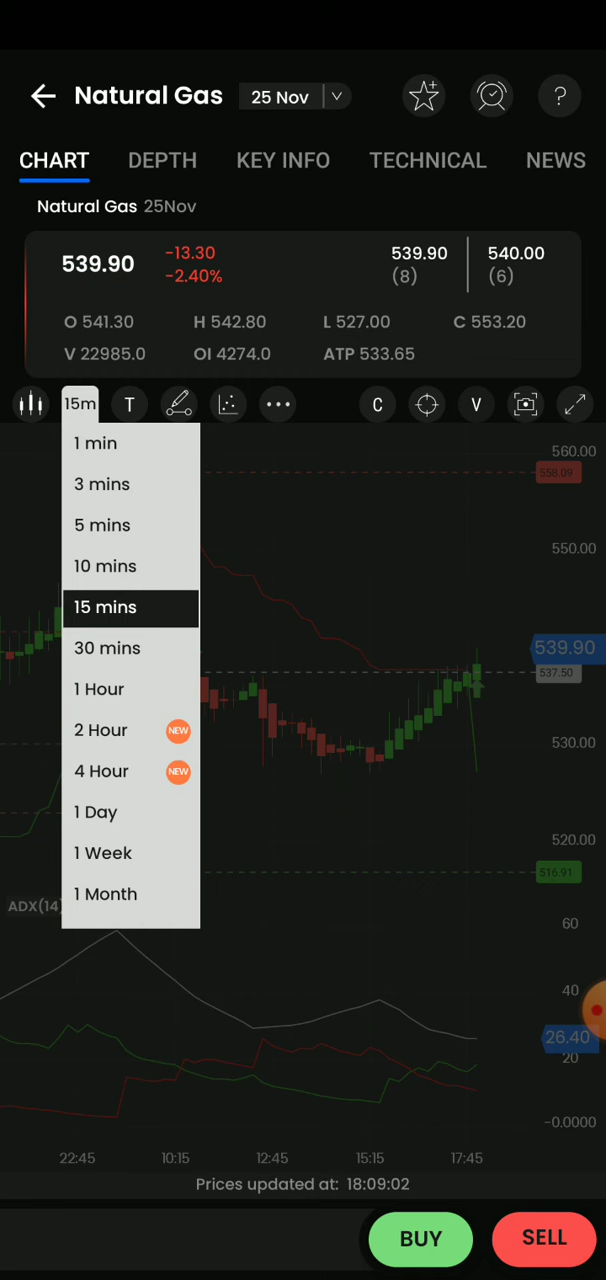 Natural Gas 25 Nov ?
CHART DEPTH KEY INFO TECHNICAL NEWS
Natural Gas 25Nov
539.90 -13.30 539.90 540.00
-2.40% (8) (6)
O 541.30 H 542.80 L 527.00 C 553.20
V 22985.0 OI 4274.0 ATP 533.65
15m T C V
1 min
560.00
558.09
3 mins
5 mins
550.00
10 mins
15 mins
30 mins
539.90
537.50
1 Hour
2 Hour NEW
530.00
4 Hour NEW
1 Day
520.00
1 Week
516.91
1 Month
ADX(14)
60
40
26.40
20
-0.0000
22:45 10:15 12:45 15:15 17:45
Prices updated at: 18:09:02
BUY SELL